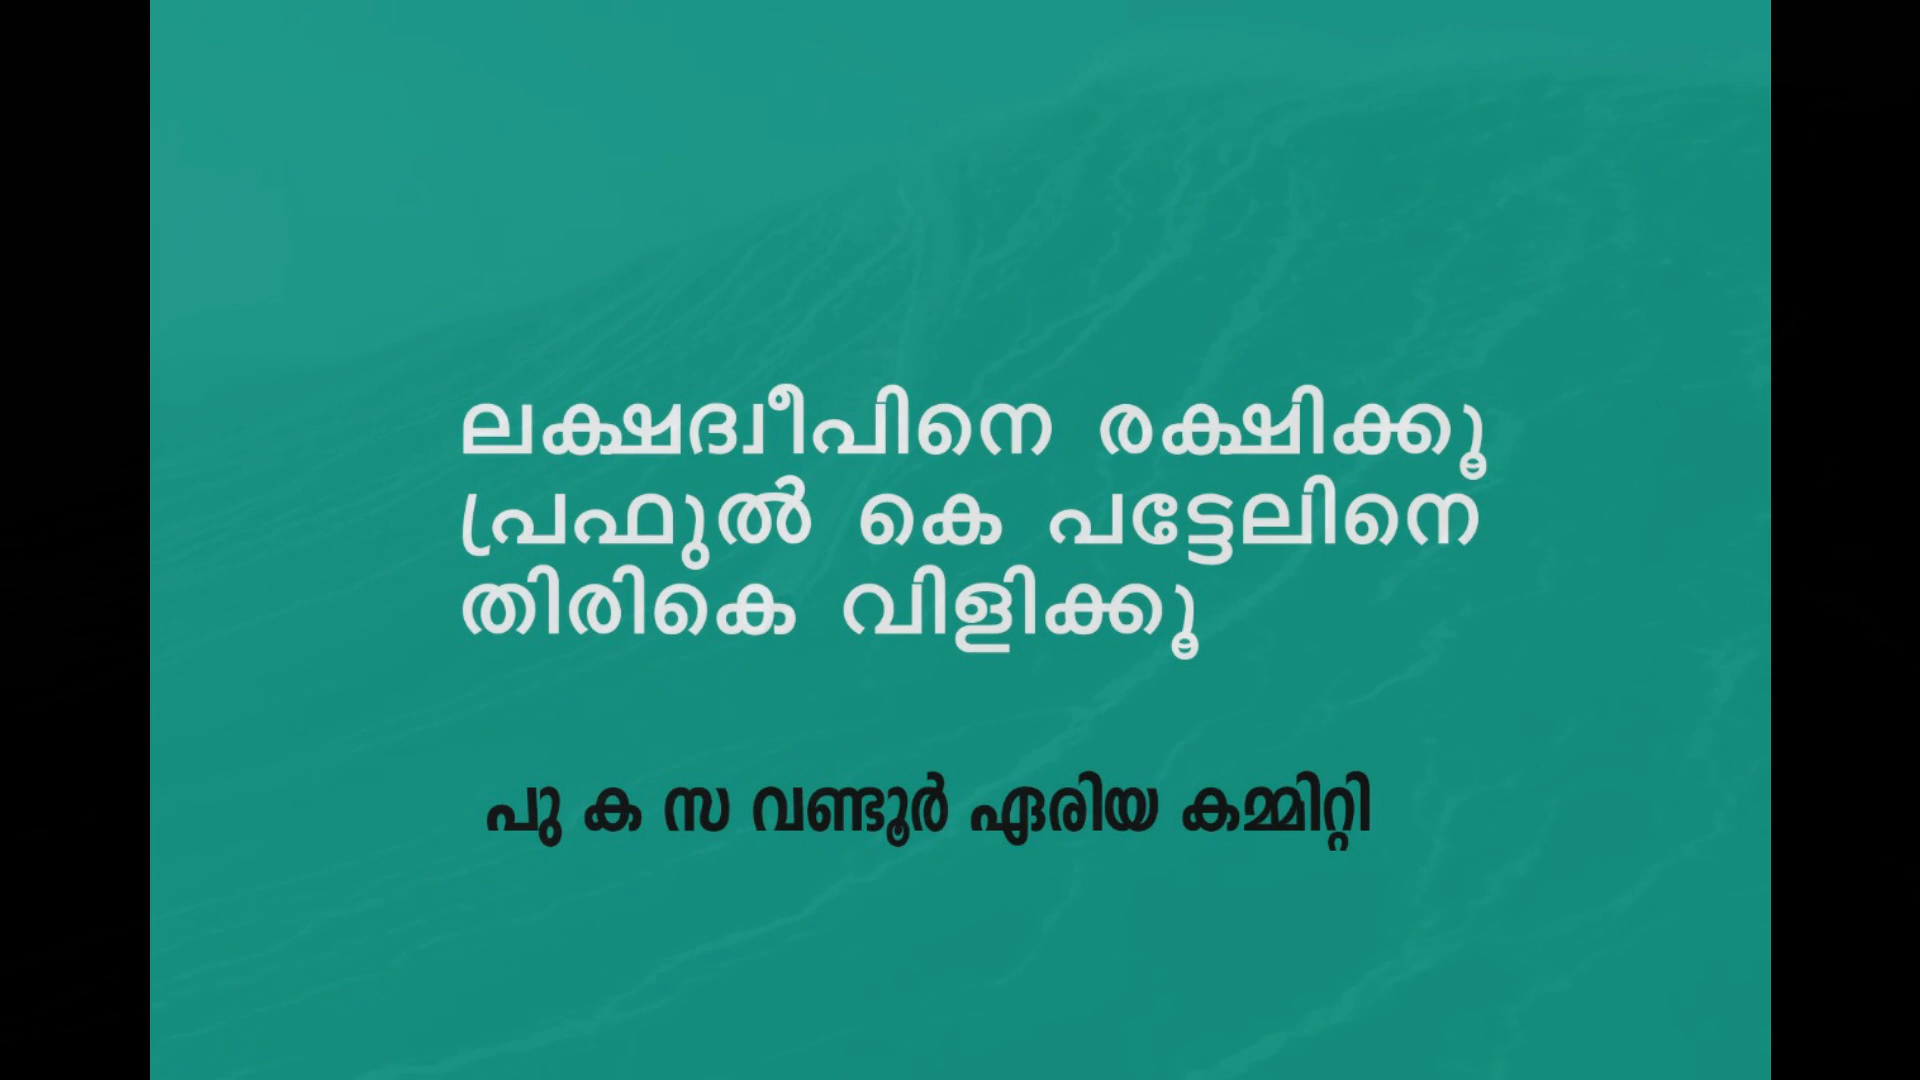 ലക്ഷദ്വീപിനെ രക്ഷിക്കൂ
പ്രഫുൽ കെ പട്ടേലിനെ
തിരികെ വിളിക്കൂ
പു ക സ വണ്ടൂർ ഏരിയ കമ്മിറ്റി